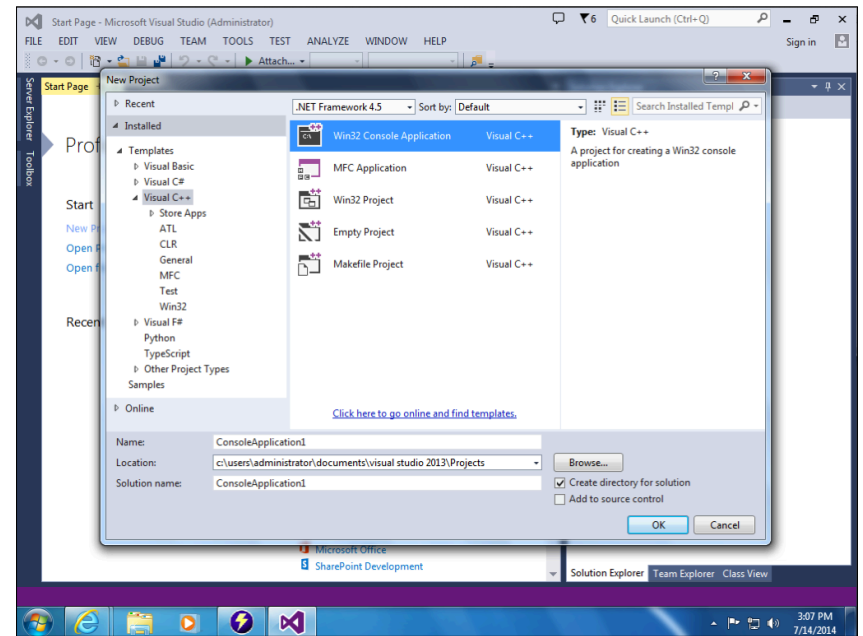 Start Page - Microsoft Visual Studio (Administrator)
6
Quick Launch (Ctrl+Q)
FILE EDIT VIEW DEBUG TEAM TOOLS TEST ANALYZE WINDOW HELP
Sign in
Attach...
Server Explorer
Toolbox
Start Page
Prof
Start
New Pr
Open P
Open f
Recen
New Project
Recent
Installed
Templates
Visual Basic
Visual C#
Visual C++
Store Apps
ATL
CLR
General
MFC
Test
Win32
Visual F#
Python
TypeScript
Other Project Types
Samples
Online
.NET Framework 4.5
Sort by: Default
Search Installed Templ
Win32 Console Application Visual C++
MFC Application Visual C++
Win32 Project Visual C++
Empty Project Visual C++
Makefile Project Visual C++
Click here to go online and find templates.
Type: Visual C++
A project for creating a Win32 console
application
Name: ConsoleApplication1
Location: c:\users\administrator\documents\visual studio 2013\Projects
Browse...
Solution name: ConsoleApplication1
Create directory for solution
Add to source control
OK Cancel
Microsoft Office
SharePoint Development
Solution Explorer Team Explorer Class View
3:07 PM
7/14/2014